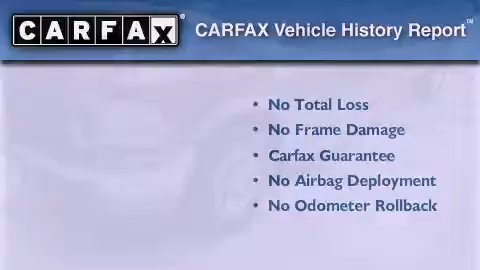 CARFAX® CARFAX Vehicle History Report™
• No Total Loss
• No Frame Damage
• Carfax Guarantee
• No Airbag Deployment
• No Odometer Rollback